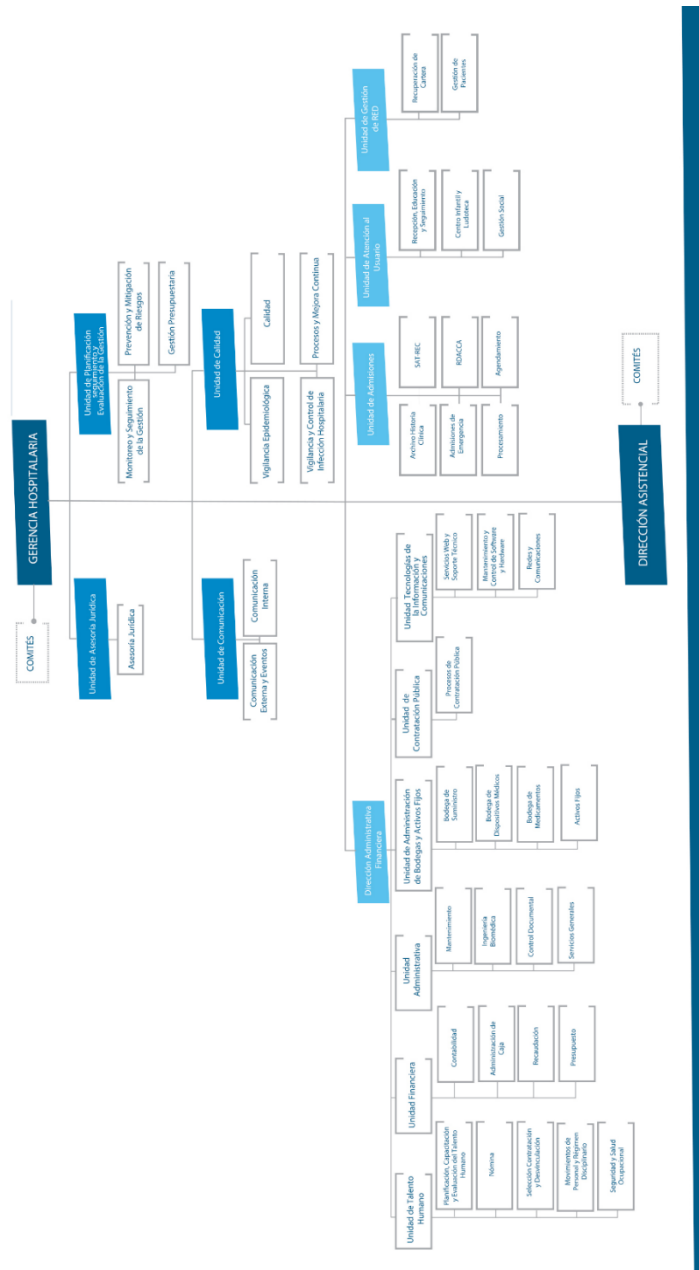 GERENCIA HOSPITALARIA
COMITÉS
Unidad de Asesoría Jurídica
Asesoría Jurídica
Unidad de Planificación
seguimiento y
Evaluación de la Gestión
Monitoreo y Seguimiento
de la Gestión
Prevención y Mitigación
de Riesgos
Gestión Presupuestaria
Unidad de Comunicación
Comunicación
Externa y Eventos
Comunicación
Interna
Unidad de Calidad
Vigilancia Epidemiológica
Calidad
Vigilancia y Control de
Infección Hospitalaria
Procesos y Mejora Continua
Dirección Administrativa
Financiera
Unidad de Talento
Humano
Planificación, Capacitación
y Evaluación del Talento
Humano
Nómina
Selección Contratación
y Desvinculación
Movimientos de
Personal y Régimen
Disciplinario
Seguridad y Salud
Ocupacional
Unidad Financiera
Contabilidad
Administración de
Caja
Recaudación
Presupuesto
Unidad
Administrativa
Mantenimiento
Ingeniería
Biomédica
Control Documental
Servicios Generales
Unidad de Administración
de Bodegas y Activos Fijos
Bodega de
Suministro
Bodega de
Dispositivos Médicos
Bodega de
Medicamentos
Activos Fijos
Unidad de
Contratación Pública
Procesos de
Contratación Pública
Unidad Tecnologías de
la Información y
Comunicaciones
Servicios Web y
Soporte Técnico
Mantenimiento y
Control de Software
y Hardware
Redes y
Comunicaciones
Unidad de Admisiones
Archivo Historia
Clínica
SAT-REC
Admisiones de
Emergencia
RDACCA
Procesamiento
Agendamiento
Unidad de Atención al
Usuario
Recepción, Educación
y Seguimiento
Centro Infantil y
Ludoteca
Gestión Social
Unidad de Gestión
de RED
Recuperación de
Cartera
Gestión de
Pacientes
DIRECCIÓN ASISTENCIAL
COMITÉS